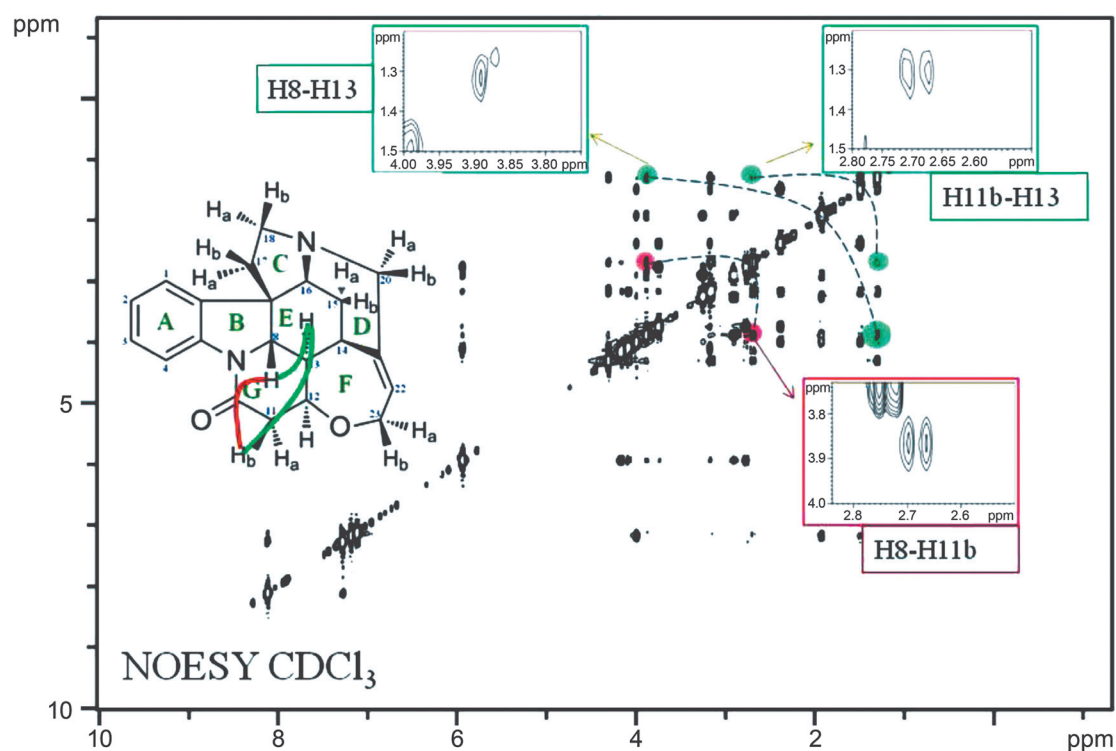 ppm
H8-H13
ppm
1.3
1.4
1.5
4.00 3.95 3.90 3.85 3.80 ppm
ppm
1.3
1.4
1.5
2.80 2.75 2.70 2.65 2.60 ppm
H11b-H13
Hb
Ha
18
N
Ha
Hb
C
Ha
Ha
20
Hb
16
15
Hb
1
2
A
B
E
H
D
3
8
13
14
4
N
H
G
F
22
O
11
12
O
21
Hb
Ha
H
Ha
Hb
5
ppm
3.8
3.9
4.0
2.8 2.7 2.6 ppm
H8-H11b
NOESY CDCl₃
10
10 8 6 4 2 ppm